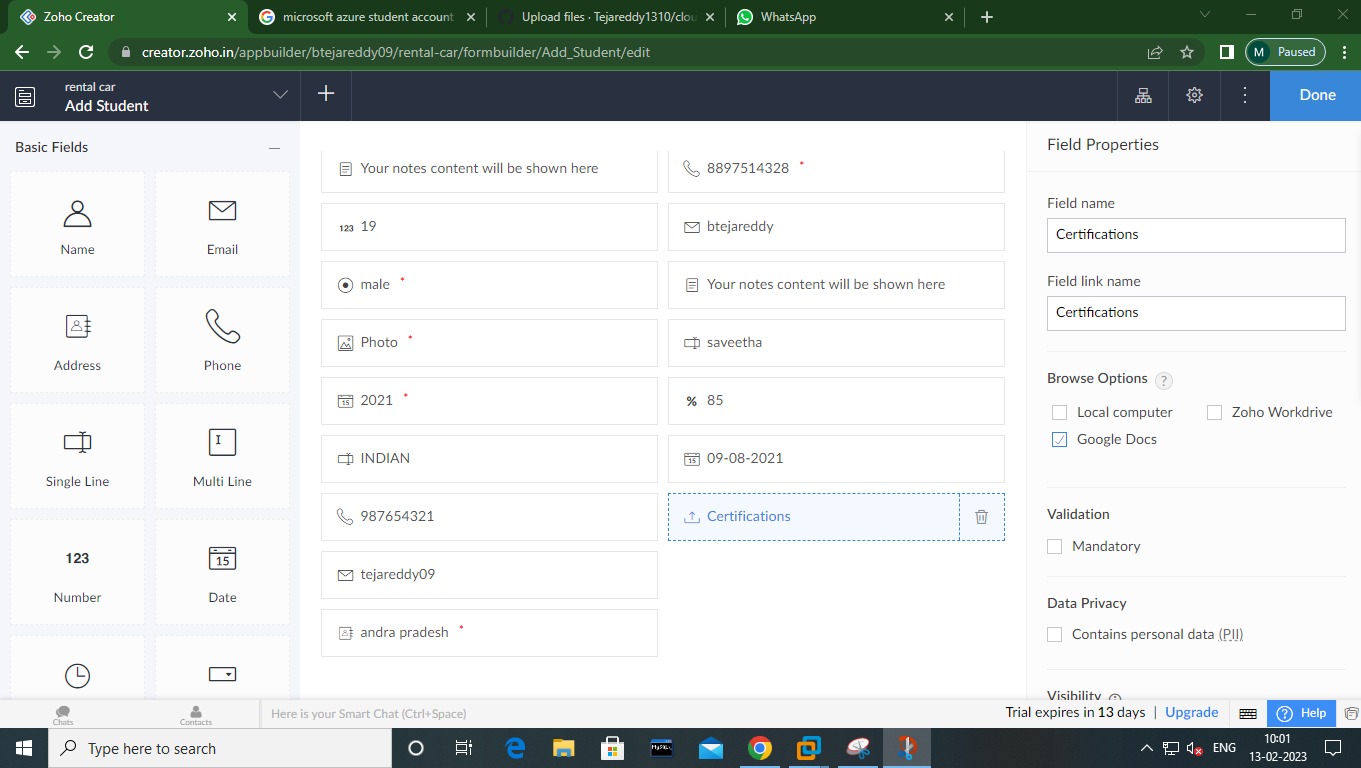 Zoho Creator
microsoft azure student account
Upload files · Tejareddy1310/clou
WhatsApp
creator.zoho.in/appbuilder/btejareddy09/rental-car/formbuilder/Add_Student/edit
M Paused
rental car
Add Student
Done
Basic Fields
Name
Email
Address
Phone
Single Line
Multi Line
123
Number
15
Date
Your notes content will be shown here
8897514328 *
123 19
btejareddy
male *
Your notes content will be shown here
Photo *
saveetha
15 2021 *
% 85
INDIAN
15 09-08-2021
987654321
Certifications
tejareddy09
andra pradesh *
Field Properties
Field name
Certifications
Field link name
Certifications
Browse Options ?
Local computer
Zoho Workdrive
Google Docs
Validation
Mandatory
Data Privacy
Contains personal data (PII)
Visibility
Chats
Contacts
Here is your Smart Chat (Ctrl+Space)
Trial expires in 13 days | Upgrade
? Help
Type here to search
MySQL
ENG
10:01
13-02-2023